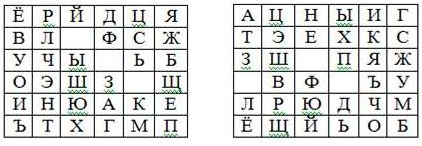 Ё Р Й Д Ц Я
В Л Ф С Ж
У Ч Ы Ь Б
О Э Ш З Щ
И Н Ю А К Е
Ъ Т Х Г М П
А Ц Н Ы И Г
Т Э Е Х К С
З Ш П Я Ж
В Ф Ъ У
Л Р Ю Д Ч М
Ё Щ Й Ь О Б